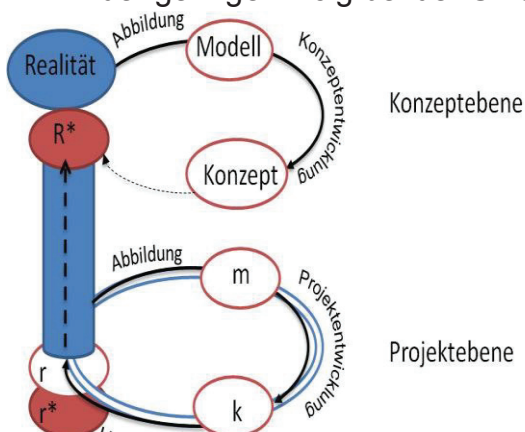 Abbildung
Modell
Realität
Konzeptentwicklung
Konzeptebene
R*
Konzept
Abbildung
m
Projektentwicklung
Projektebene
r
k
r*